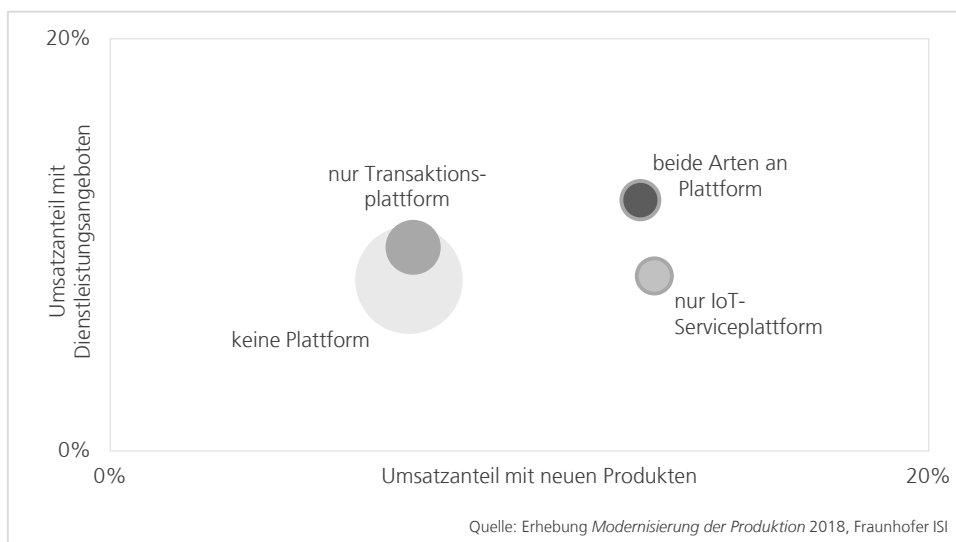 20%
Umsatzanteil mit
Dienstleistungsangeboten
nur Transaktions-
plattform
beide Arten an
Plattform
keine Plattform
nur IoT-
Serviceplattform
0%
0%
Umsatzanteil mit neuen Produkten
20%
Quelle: Erhebung Modernisierung der Produktion 2018, Fraunhofer ISI